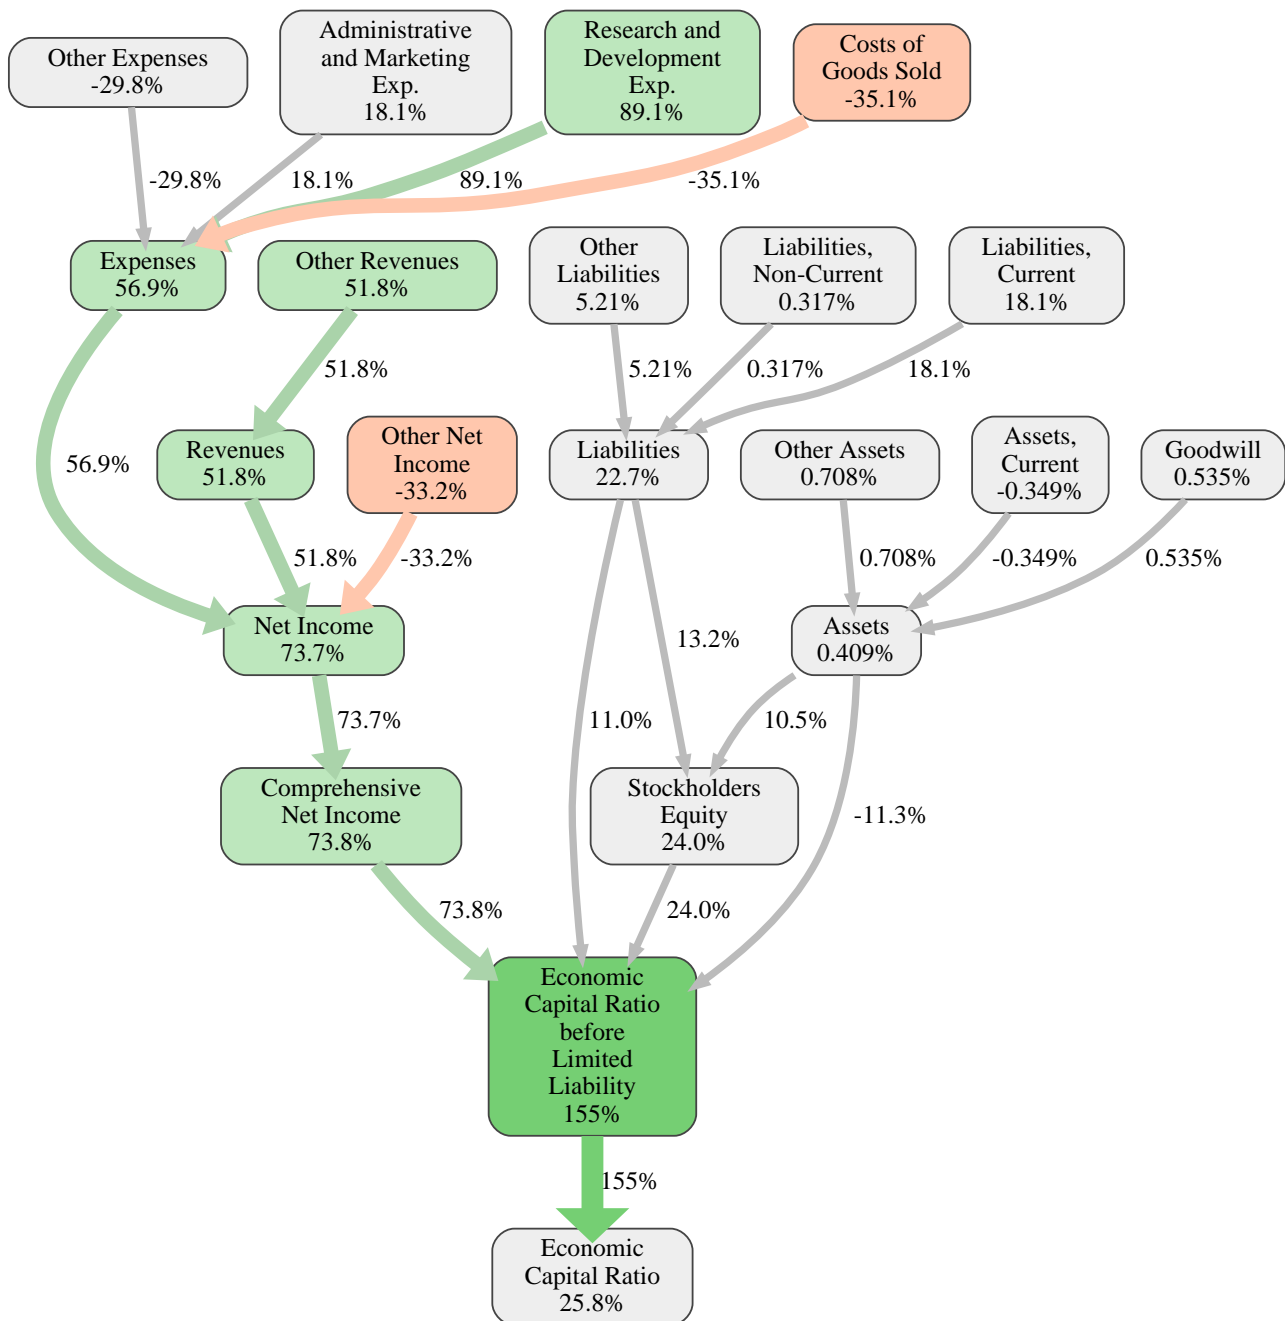 Other Expenses
-29.8%
Administrative
and Marketing
Exp.
18.1%
Research and
Development
Exp.
89.1%
Costs of
Goods Sold
-35.1%
-29.8%
18.1%
89.1%
-35.1%
Expenses
56.9%
Other Revenues
51.8%
Other
Liabilities
5.21%
Liabilities,
Non-Current
0.317%
Liabilities,
Current
18.1%
51.8%
5.21%
0.317%
18.1%
56.9%
Revenues
51.8%
Other Net
Income
-33.2%
Liabilities
22.7%
Other Assets
0.708%
Assets,
Current
-0.349%
Goodwill
0.535%
51.8%
-33.2%
0.708%
-0.349%
0.535%
Net Income
73.7%
13.2%
Assets
0.409%
73.7%
11.0%
10.5%
Comprehensive
Net Income
73.8%
Stockholders
Equity
24.0%
-11.3%
73.8%
24.0%
Economic
Capital Ratio
before
Limited
Liability
155%
155%
Economic
Capital Ratio
25.8%